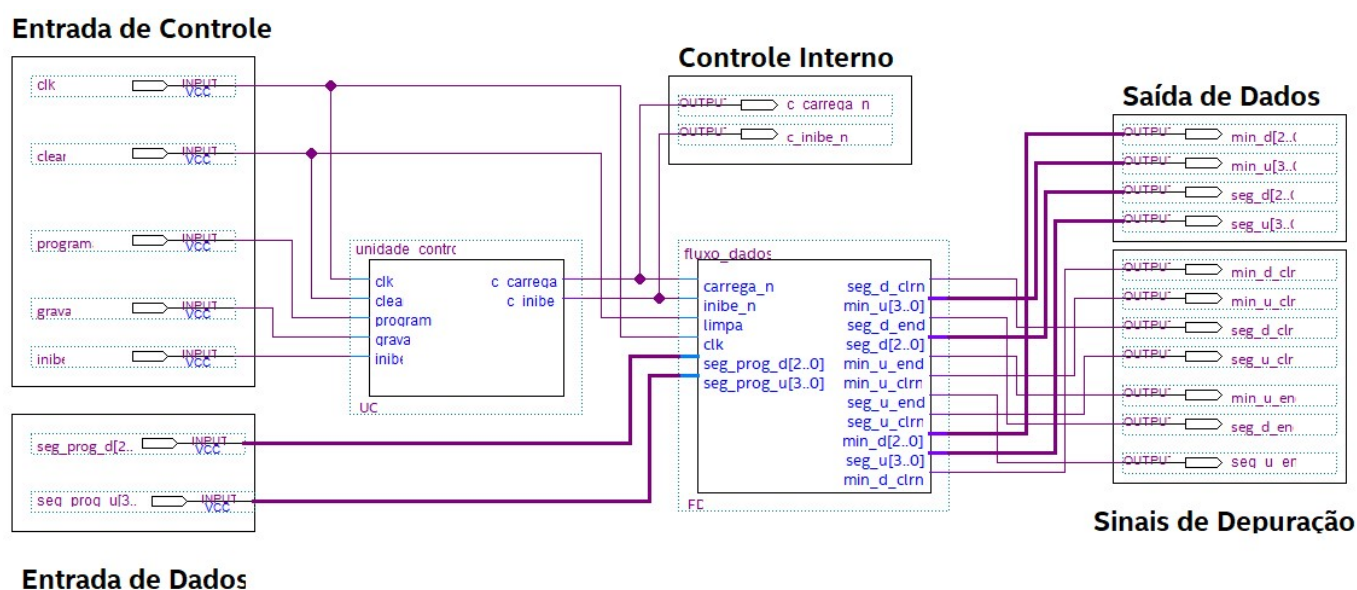 Entrada de Controle
clk INPUT VCC
clear INPUT VCC
program INPUT VCC
grava INPUT VCC
inibe INPUT VCC
seg_prog_d[2.. INPUT VCC
seg_prog_u[3.. INPUT VCC
Entrada de Dados
unidade_contro
clk
clea
program
grava
inibe
c_carrega
c_inibe
UC
Controle Interno
OUTPUT c_carrega_n
OUTPUT c_inibe_n
fluxo_dados
carrega_n
inibe_n
limpa
clk
seg_prog_d[2..0]
seg_prog_u[3..0]
seg_d_clrn
min_u[3..0]
seg_d_end
seg_d[2..0]
min_u_end
min_u_clrn
seg_u_end
seg_u_clrn
min_d[2..0]
seg_u[3..0]
min_d_clrn
FD
Saída de Dados
OUTPUT min_d[2..0
OUTPUT min_u[3..0
OUTPUT seg_d[2..0
OUTPUT seg_u[3..0
OUTPUT min_d_clr
OUTPUT min_u_clr
OUTPUT seg_d_clr
OUTPUT seg_u_clr
OUTPUT min_u_en
OUTPUT seg_d_en
OUTPUT seg_u_en
Sinais de Depuração